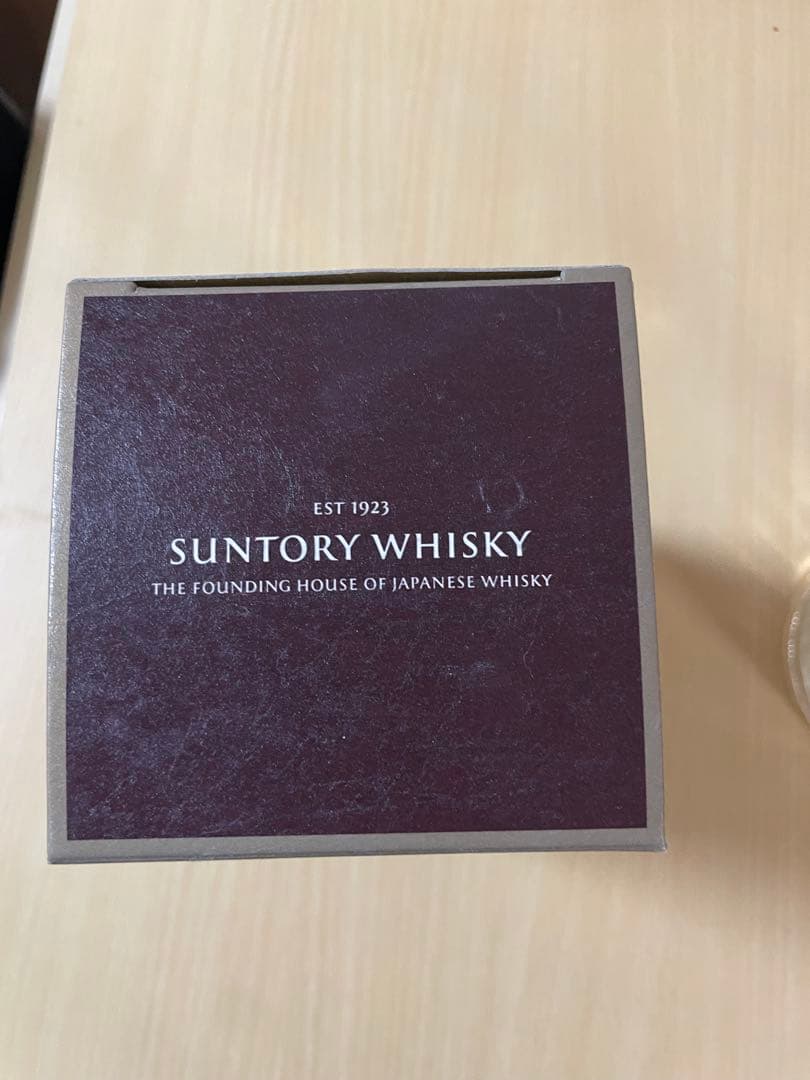 EST 1923
SUNTORY WHISKY
THE FOUNDING HOUSE OF JAPANESE WHISKY